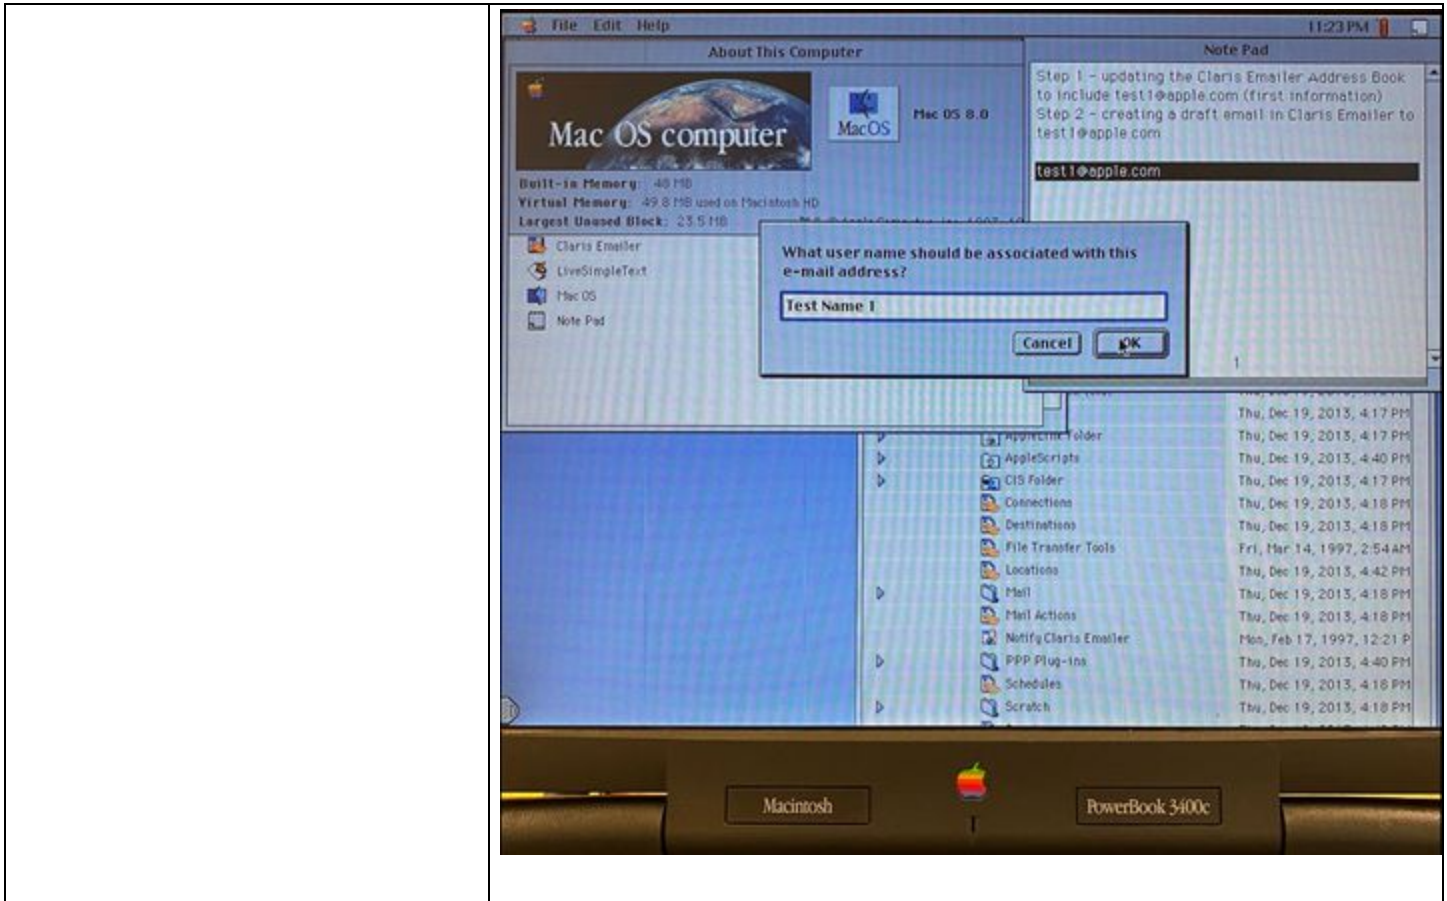 File Edit Help
11:23 PM
About This Computer
Mac OS computer
MacOS
Mac OS 8.0
Built-in Memory: 48 MB
Virtual Memory: 49.8 MB used on Macintosh HD
Largest Unused Block: 23.5 MB
Claris Emailer
LiveSimpleText
Mac OS
Note Pad
Note Pad
Step 1 - updating the Claris Emailer Address Book
to include test1@apple.com (first information)
Step 2 - creating a draft email in Claris Emailer to
test1@apple.com
test1@apple.com
1
What user name should be associated with this
e-mail address?
Test Name 1
Cancel OK
Thu, Dec 19, 2013, 4:17 PM
AppleLink Folder Thu, Dec 19, 2013, 4:17 PM
AppleScripts Thu, Dec 19, 2013, 4:40 PM
CIS Folder Thu, Dec 19, 2013, 4:17 PM
Connections Thu, Dec 19, 2013, 4:18 PM
Destinations Thu, Dec 19, 2013, 4:18 PM
File Transfer Tools Fri, Mar 14, 1997, 2:54 AM
Locations Thu, Dec 19, 2013, 4:42 PM
Mail Thu, Dec 19, 2013, 4:18 PM
Mail Actions Thu, Dec 19, 2013, 4:18 PM
Notify Claris Emailer Mon, Feb 17, 1997, 12:21 P
PPP Plug-ins Thu, Dec 19, 2013, 4:40 PM
Schedules Thu, Dec 19, 2013, 4:18 PM
Scratch Thu, Dec 19, 2013, 4:18 PM
Macintosh
PowerBook 3400c